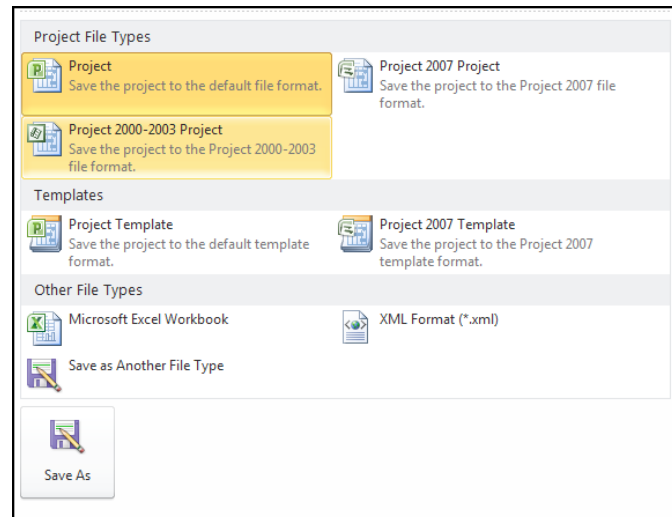 Project File Types
Project
Save the project to the default file format.
Project 2007 Project
Save the project to the Project 2007 file
format.
Project 2000-2003 Project
Save the project to the Project 2000-2003
file format.
Templates
Project Template
Save the project to the default template
format.
Project 2007 Template
Save the project to the Project 2007
template format.
Other File Types
Microsoft Excel Workbook
XML Format (*.xml)
Save as Another File Type
Save As